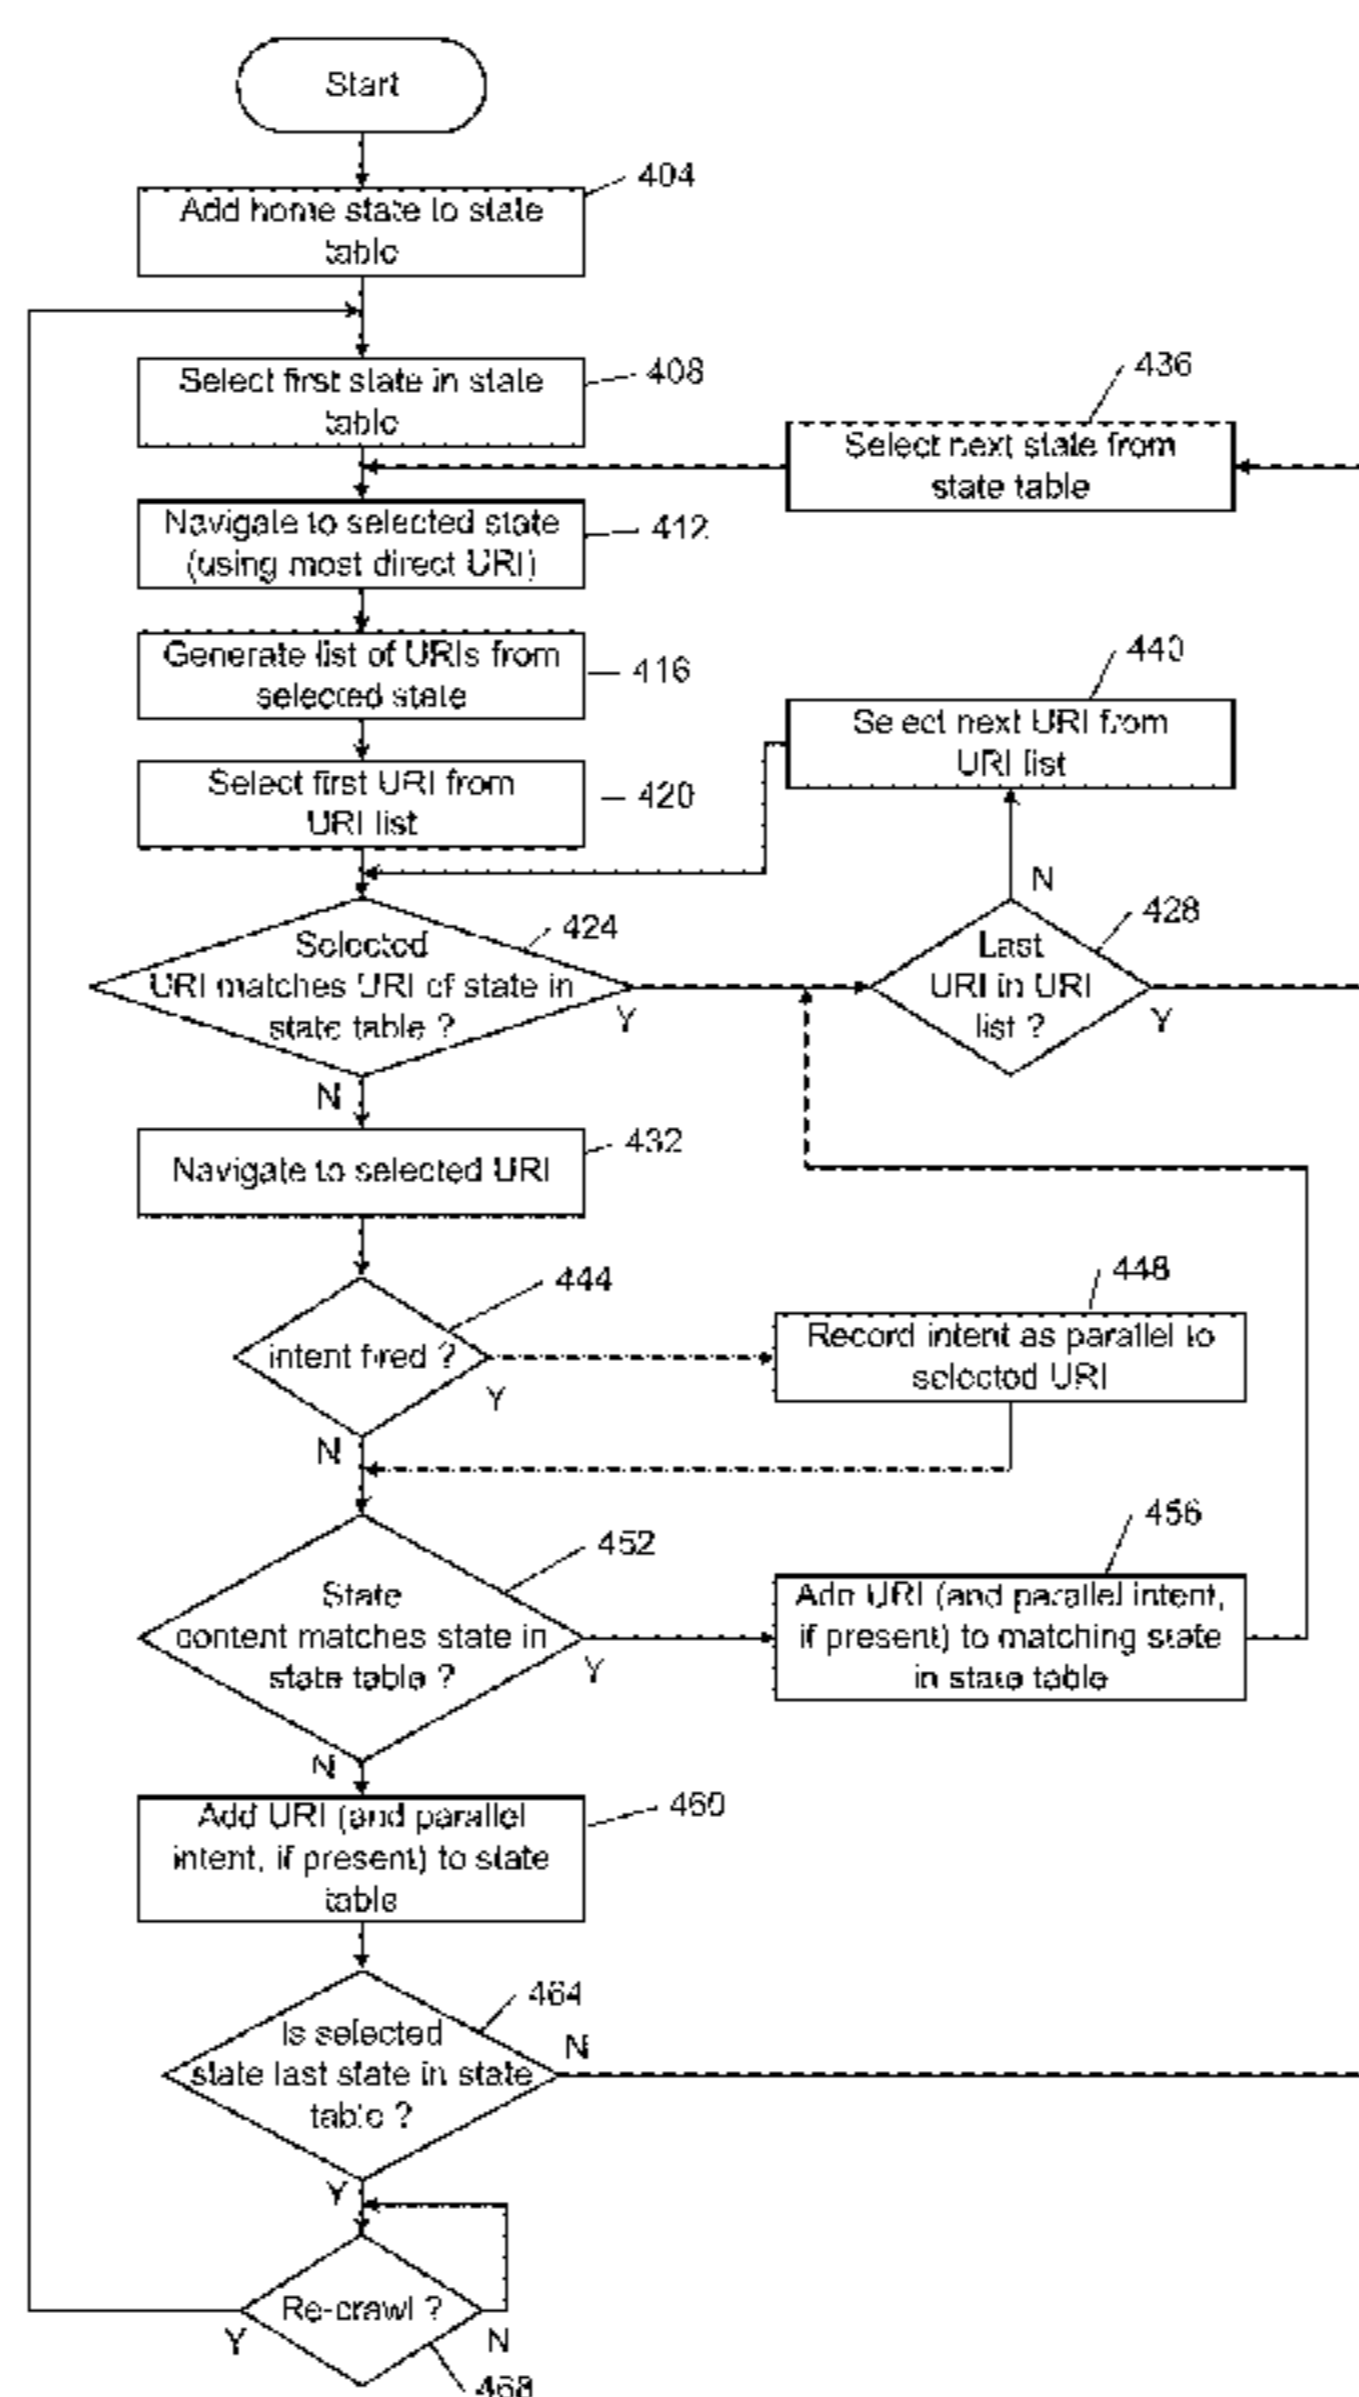 Start
404
Add home state to state
table
408
Select first state in state
table
436
Select next state from
state table
412
Navigate to selected state
(using most direct URI)
416
Generate list of URIs from
selected state
440
Select next URI from
URI list
420
Select first URI from
URI list
N
424
Selected
URI matches URI of state in
state table ?
Y
428
Last
URI in URI
list ?
Y
N
432
Navigate to selected URI
444
intent fired ?
Y
448
Record intent as parallel to
selected URI
N
452
State
content matches state in
state table ?
Y
456
Add URI (and parallel intent,
if present) to matching state
in state table
N
460
Add URI (and parallel
intent, if present) to state
table
464
Is selected
state last state in state
table ?
N
Y
Re-crawl ?
Y
N
468